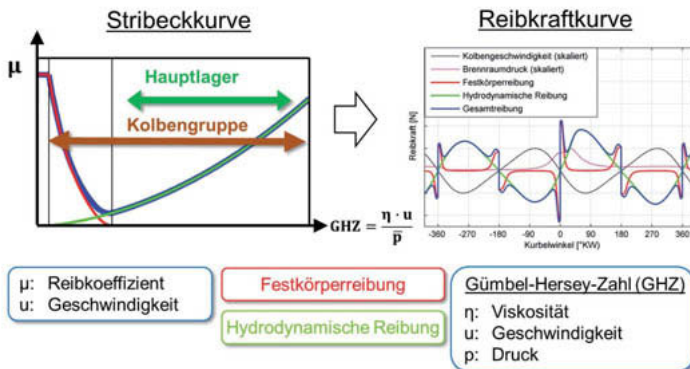 Stribeckkurve
μ
Hauptlager
Kolbengruppe
GHZ = η · u / p̅
Reibkraftkurve
Kolbengeschwindigkeit (skaliert)
Brennraumdruck (skaliert)
Festkörperreibung
Hydrodynamische Reibung
Gesamtreibung
Reibkraft [N]
-360 -270 -180 -90 0 90 180 270 360
Kurbelwinkel [°KW]
μ: Reibkoeffizient
u: Geschwindigkeit
Festkörperreibung
Hydrodynamische Reibung
Gümbel-Hersey-Zahl (GHZ)
η: Viskosität
u: Geschwindigkeit
p: Druck